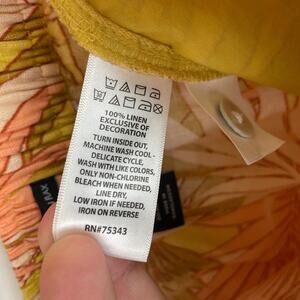 100% LINEN
EXCLUSIVE OF
DECORATION
TURN INSIDE OUT,
MACHINE WASH COOL -
DELICATE CYCLE,
WASH WITH LIKE COLORS,
ONLY NON-CHLORINE
BLEACH WHEN NEEDED,
LINE DRY,
LOW IRON IF NEEDED,
IRON ON REVERSE
RN#75343